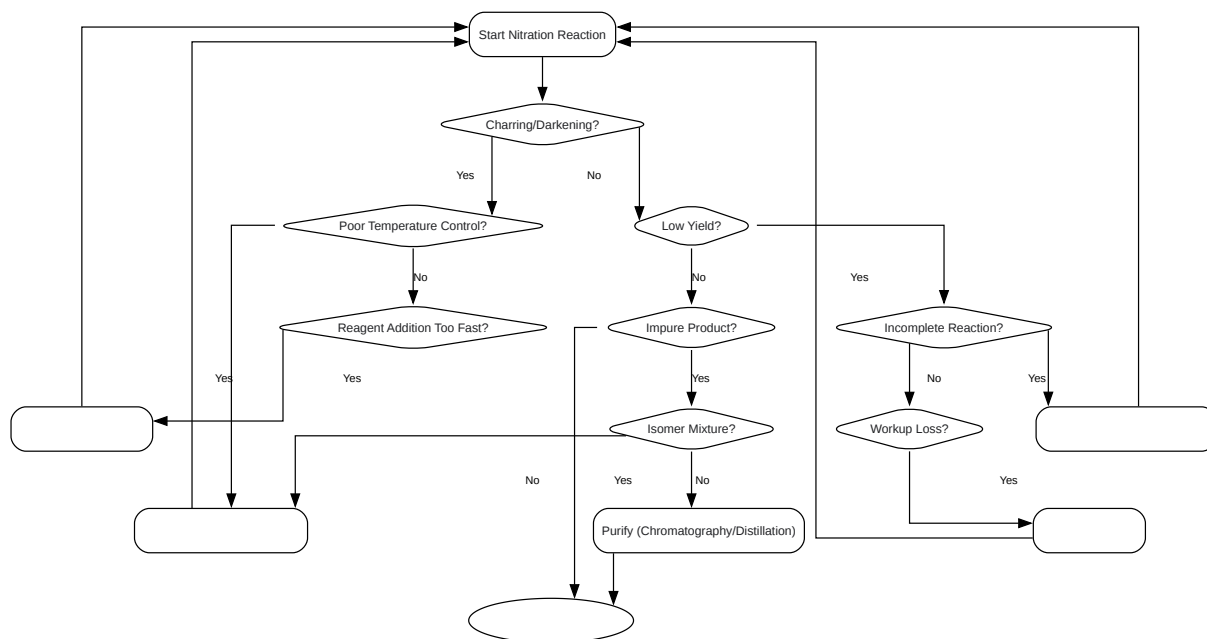 Start Nitration Reaction
Charring/Darkening?
Yes
No
Poor Temperature Control?
Low Yield?
No
No
Yes
Reagent Addition Too Fast?
Impure Product?
Incomplete Reaction?
Yes
Yes
Yes
No
Yes
Isomer Mixture?
Workup Loss?
No
Yes
No
Yes
Purify (Chromatography/Distillation)